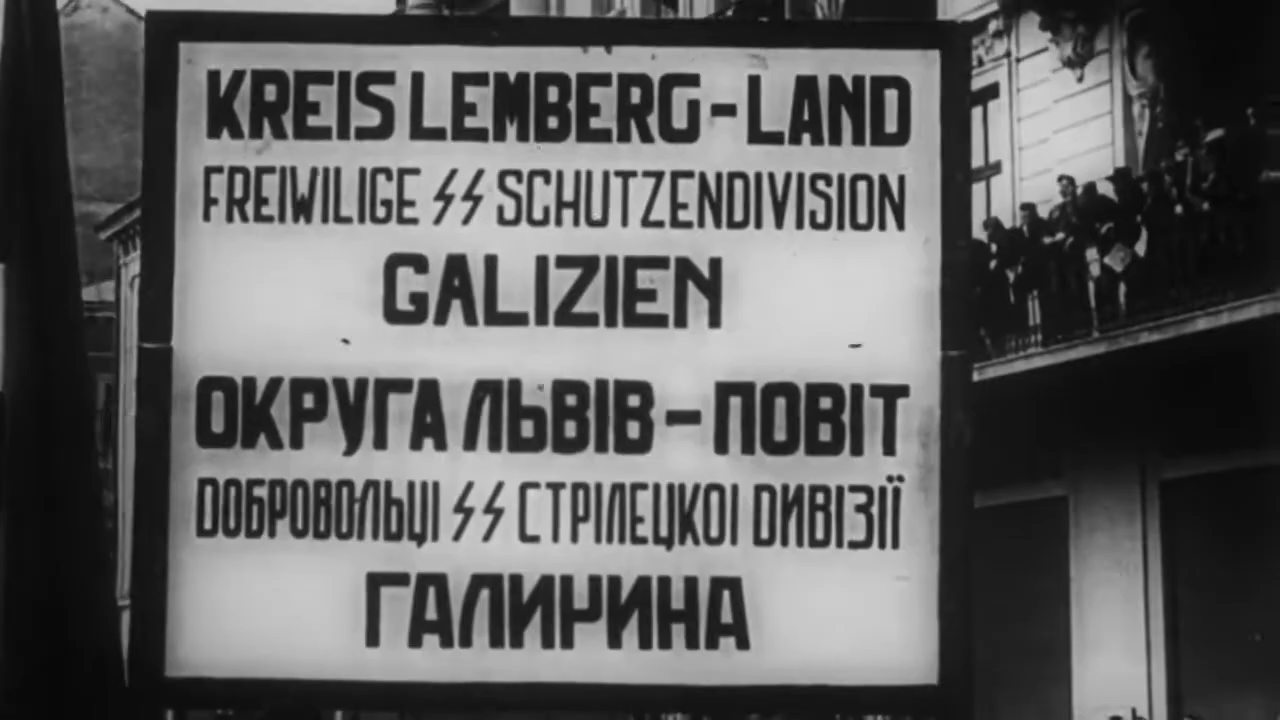 KREIS LEMBERG-LAND
FREIWILIGE ϟϟ SCHUTZENDIVISION
GALIZIEN
ОКРУГА ЛЬВІВ-ПОВІТ
ДОБРОВОЛЬЦІ ϟϟ СТРІЛЕЦКОІ ДИВІЗІЇ
ГАЛИЧИНА